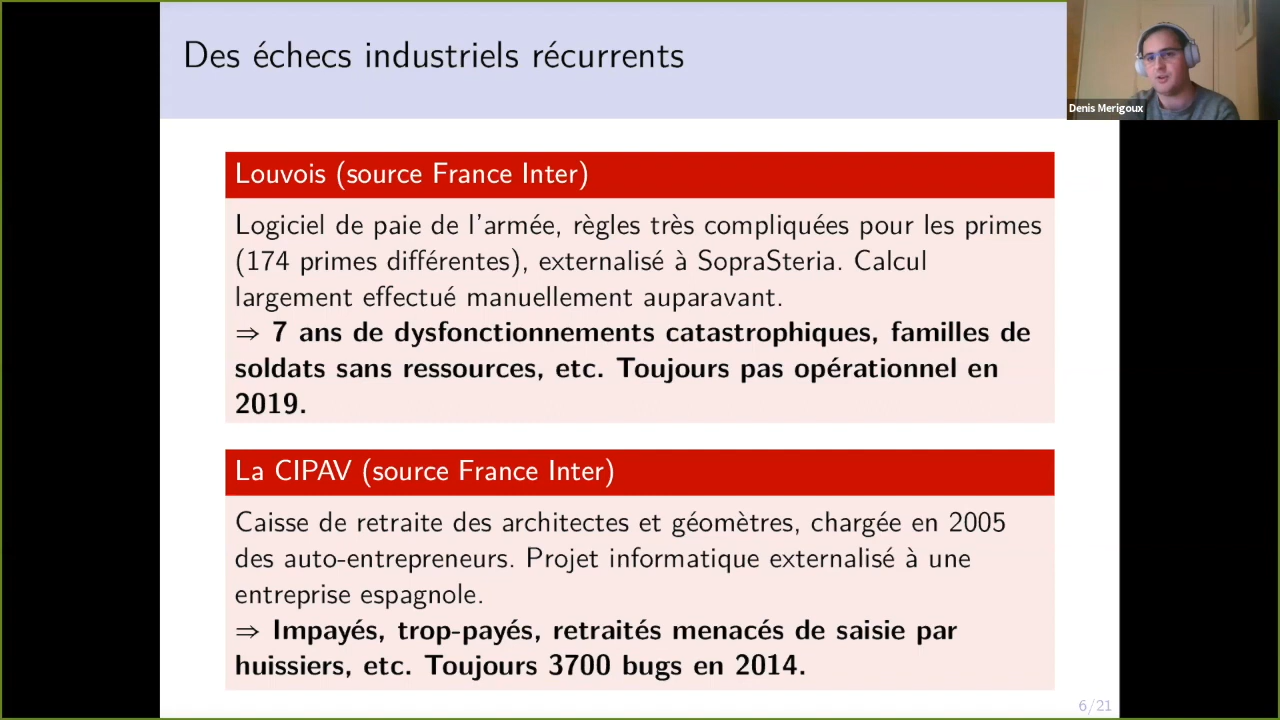 Des échecs industriels récurrents
Denis Merigoux
Louvois (source France Inter)
Logiciel de paie de l'armée, règles très compliquées pour les primes
(174 primes différentes), externalisé à SopraSteria. Calcul
largement effectué manuellement auparavant.
⇒ 7 ans de dysfonctionnements catastrophiques, familles de
soldats sans ressources, etc. Toujours pas opérationnel en
2019.
La CIPAV (source France Inter)
Caisse de retraite des architectes et géomètres, chargée en 2005
des auto-entrepreneurs. Projet informatique externalisé à une
entreprise espagnole.
⇒ Impayés, trop-payés, retraités menacés de saisie par
huissiers, etc. Toujours 3700 bugs en 2014.
6/21